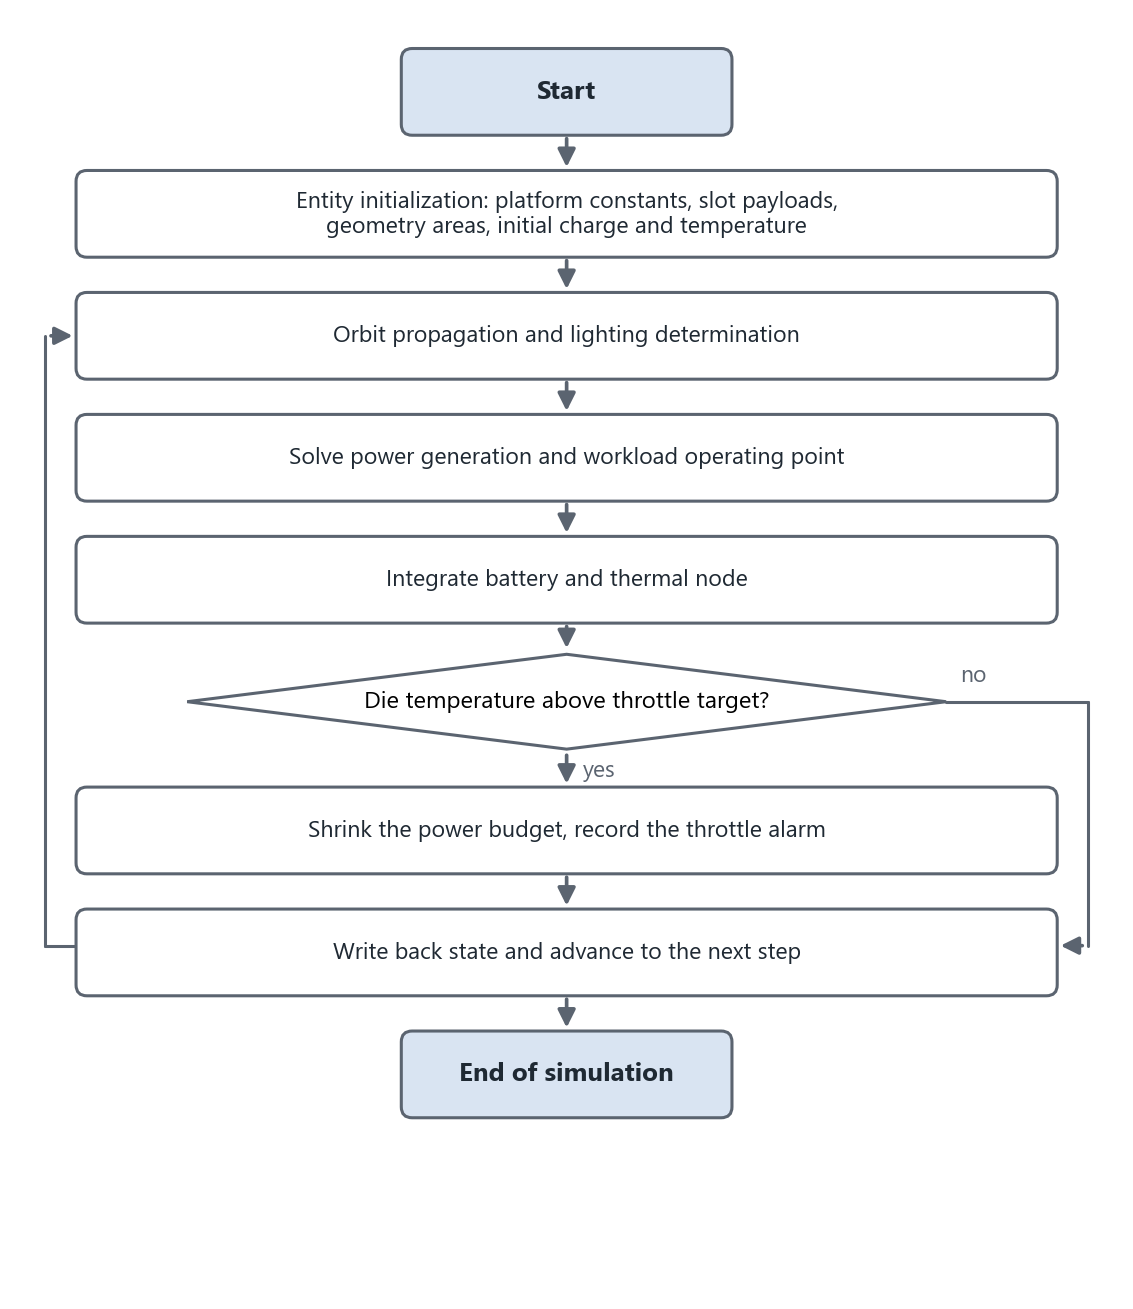 Start
Entity initialization: platform constants, slot payloads,
geometry areas, initial charge and temperature
Orbit propagation and lighting determination
Solve power generation and workload operating point
Integrate battery and thermal node
no
Die temperature above throttle target?
yes
Shrink the power budget, record the throttle alarm
Write back state and advance to the next step
End of simulation